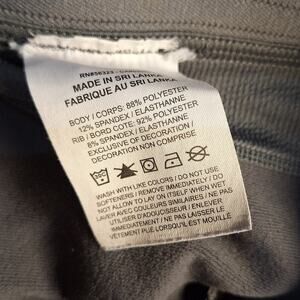 MADE IN SRI LANKA
FABRIQUE AU SRI LANKA
BODY / CORPS: 88% POLYESTER
12% SPANDEX / ELASTHANNE
RIB / BORD COTE: 92% POLYESTER
8% SPANDEX / ELASTHANNE
EXCLUSIVE OF DECORATION /
DECORATION NON COMPRISE
WASH WITH LIKE COLORS / DO NOT USE
SOFTENERS / REMOVE IMMEDIATELY / DO
NOT ALLOW TO LAY ON ITSELF WHEN WET
LAVER AVEC COULEURS SIMILAIRES / NE PAS
UTILISER D'ADOUCISSANT / ENLEVER
IMMÉDIATEMENT / NE PAS LAISSER LE
VÊTEMENT PLIÉ LORSQU'IL EST MOUILLÉ